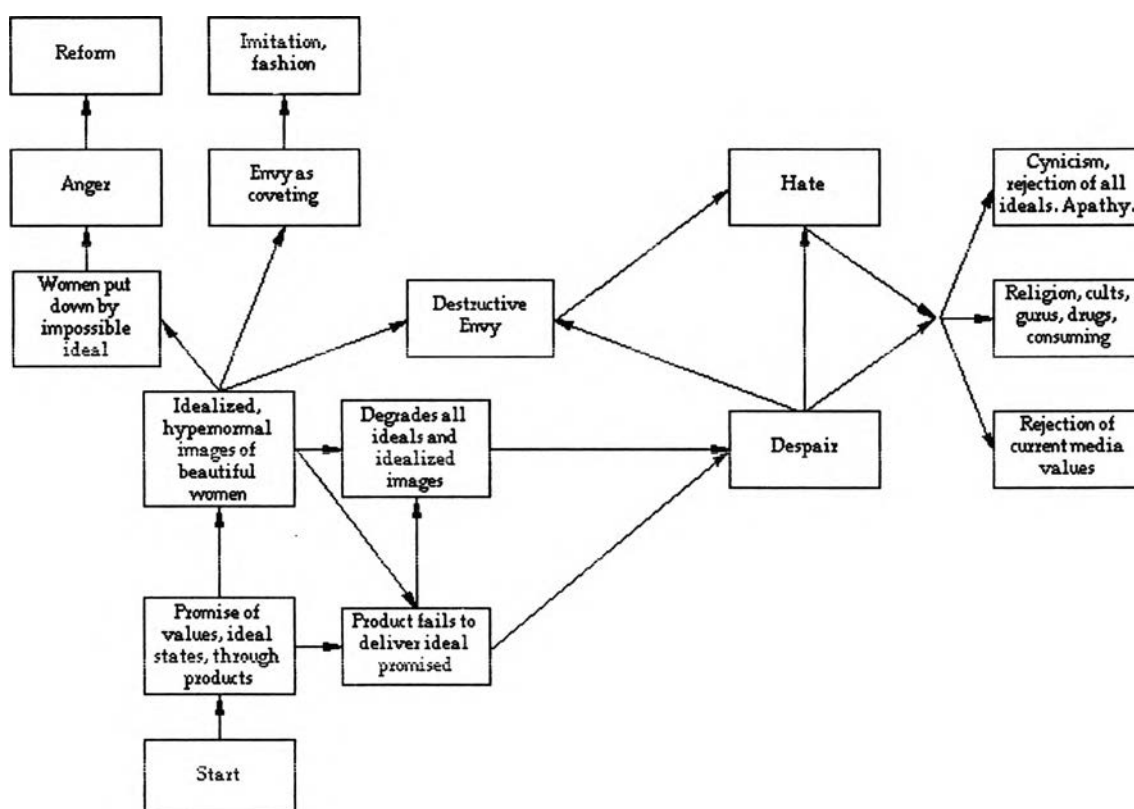 Reform
Imitation,
fashion
Anger
Envy as
coveting
Hate
Cynicism,
rejection of all
ideals. Apathy.
Women put
down by
impossible
ideal
Destructive
Envy
Religion, cults,
gurus, drugs,
consuming
Idealized,
hypernormal
images of
beautiful
women
Degrades all
ideals and
idealized
images
Despair
Rejection of
current media
values
Promise of
values, ideal
states, through
products
Product fails to
deliver ideal
promised
Start